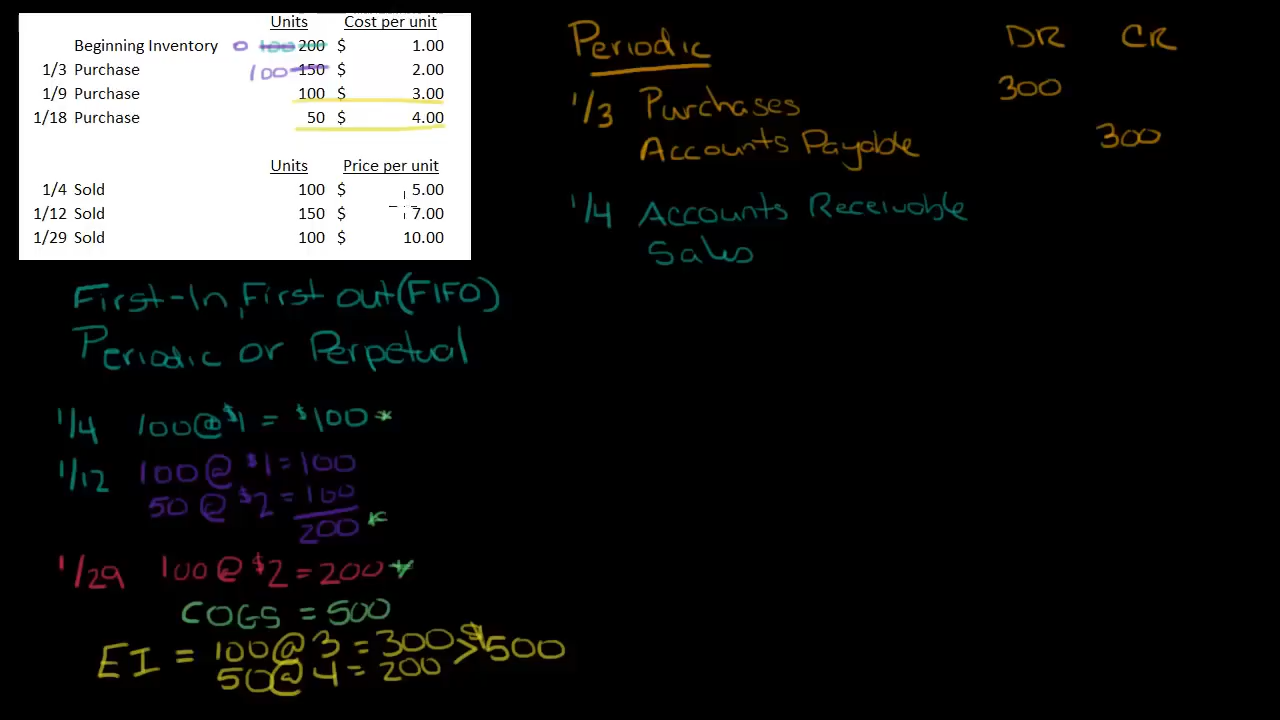 Units Cost per unit
Beginning Inventory 0 100 200 $ 1.00
1/3 Purchase 100 150 $ 2.00
1/9 Purchase 100 $ 3.00
1/18 Purchase 50 $ 4.00
Units Price per unit
1/4 Sold 100 $ 5.00
1/12 Sold 150 $ 7.00
1/29 Sold 100 $ 10.00
First-In, First out (FIFO)
Periodic or Perpetual
1/4 100@$1 = $100*
1/12 100@ $1=100
50@ $2 =100
200*
1/29 100@ $2 =200*
COGS = 500
EI = 100@3 =300 > $500
50@4 = 200
Periodic DR CR
1/3 Purchases 300
Accounts Payable 300
1/4 Accounts Receivable
Sales